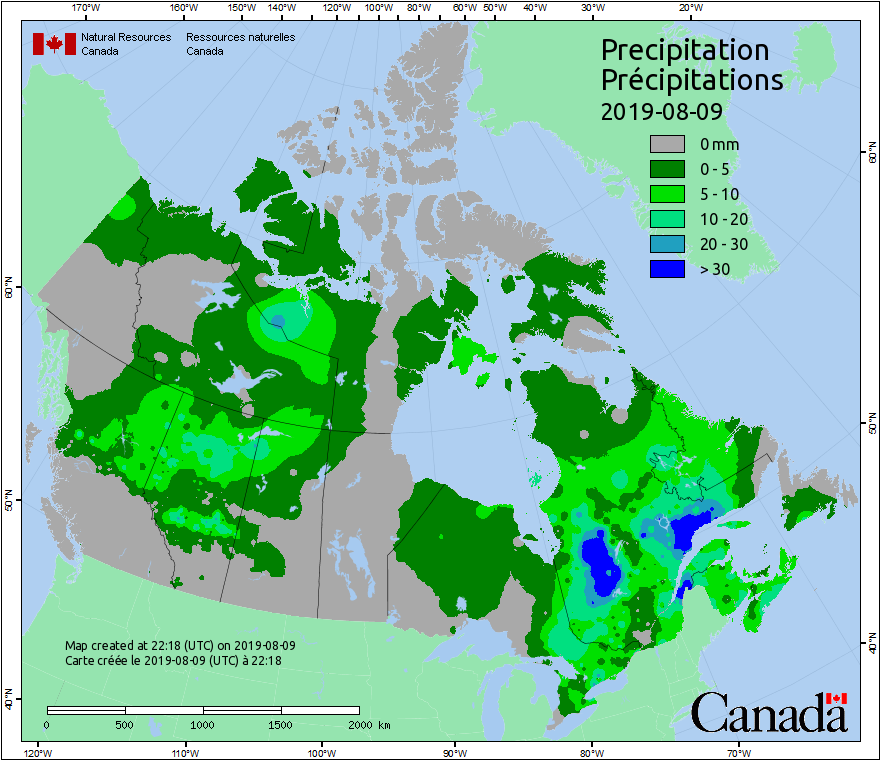 170°W 160°W 150°W 140°W 120°W 100°W 80°W 60°W 50°W 40°W 30°W 20°W
Natural Resources Ressources naturelles
Canada Canada
Precipitation
Précipitations
2019-08-09
0 mm
0 - 5
5 - 10
10 - 20
20 - 30
> 30
60°N
60°N
50°N
50°N
40°N
40°N
Map created at 22:18 (UTC) on 2019-08-09
Carte créée le 2019-08-09 (UTC) à 22:18
0 500 1000 1500 2000 km
Canada
120°W 110°W 100°W 90°W 80°W 70°W